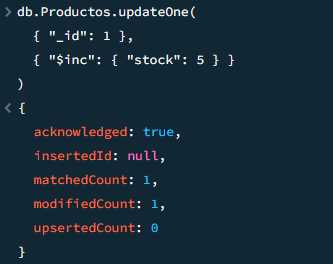 > db.Productos.updateOne(
{ "_id": 1 },
{ "$inc": { "stock": 5 } }
)
< {
acknowledged: true,
insertedId: null,
matchedCount: 1,
modifiedCount: 1,
upsertedCount: 0
}